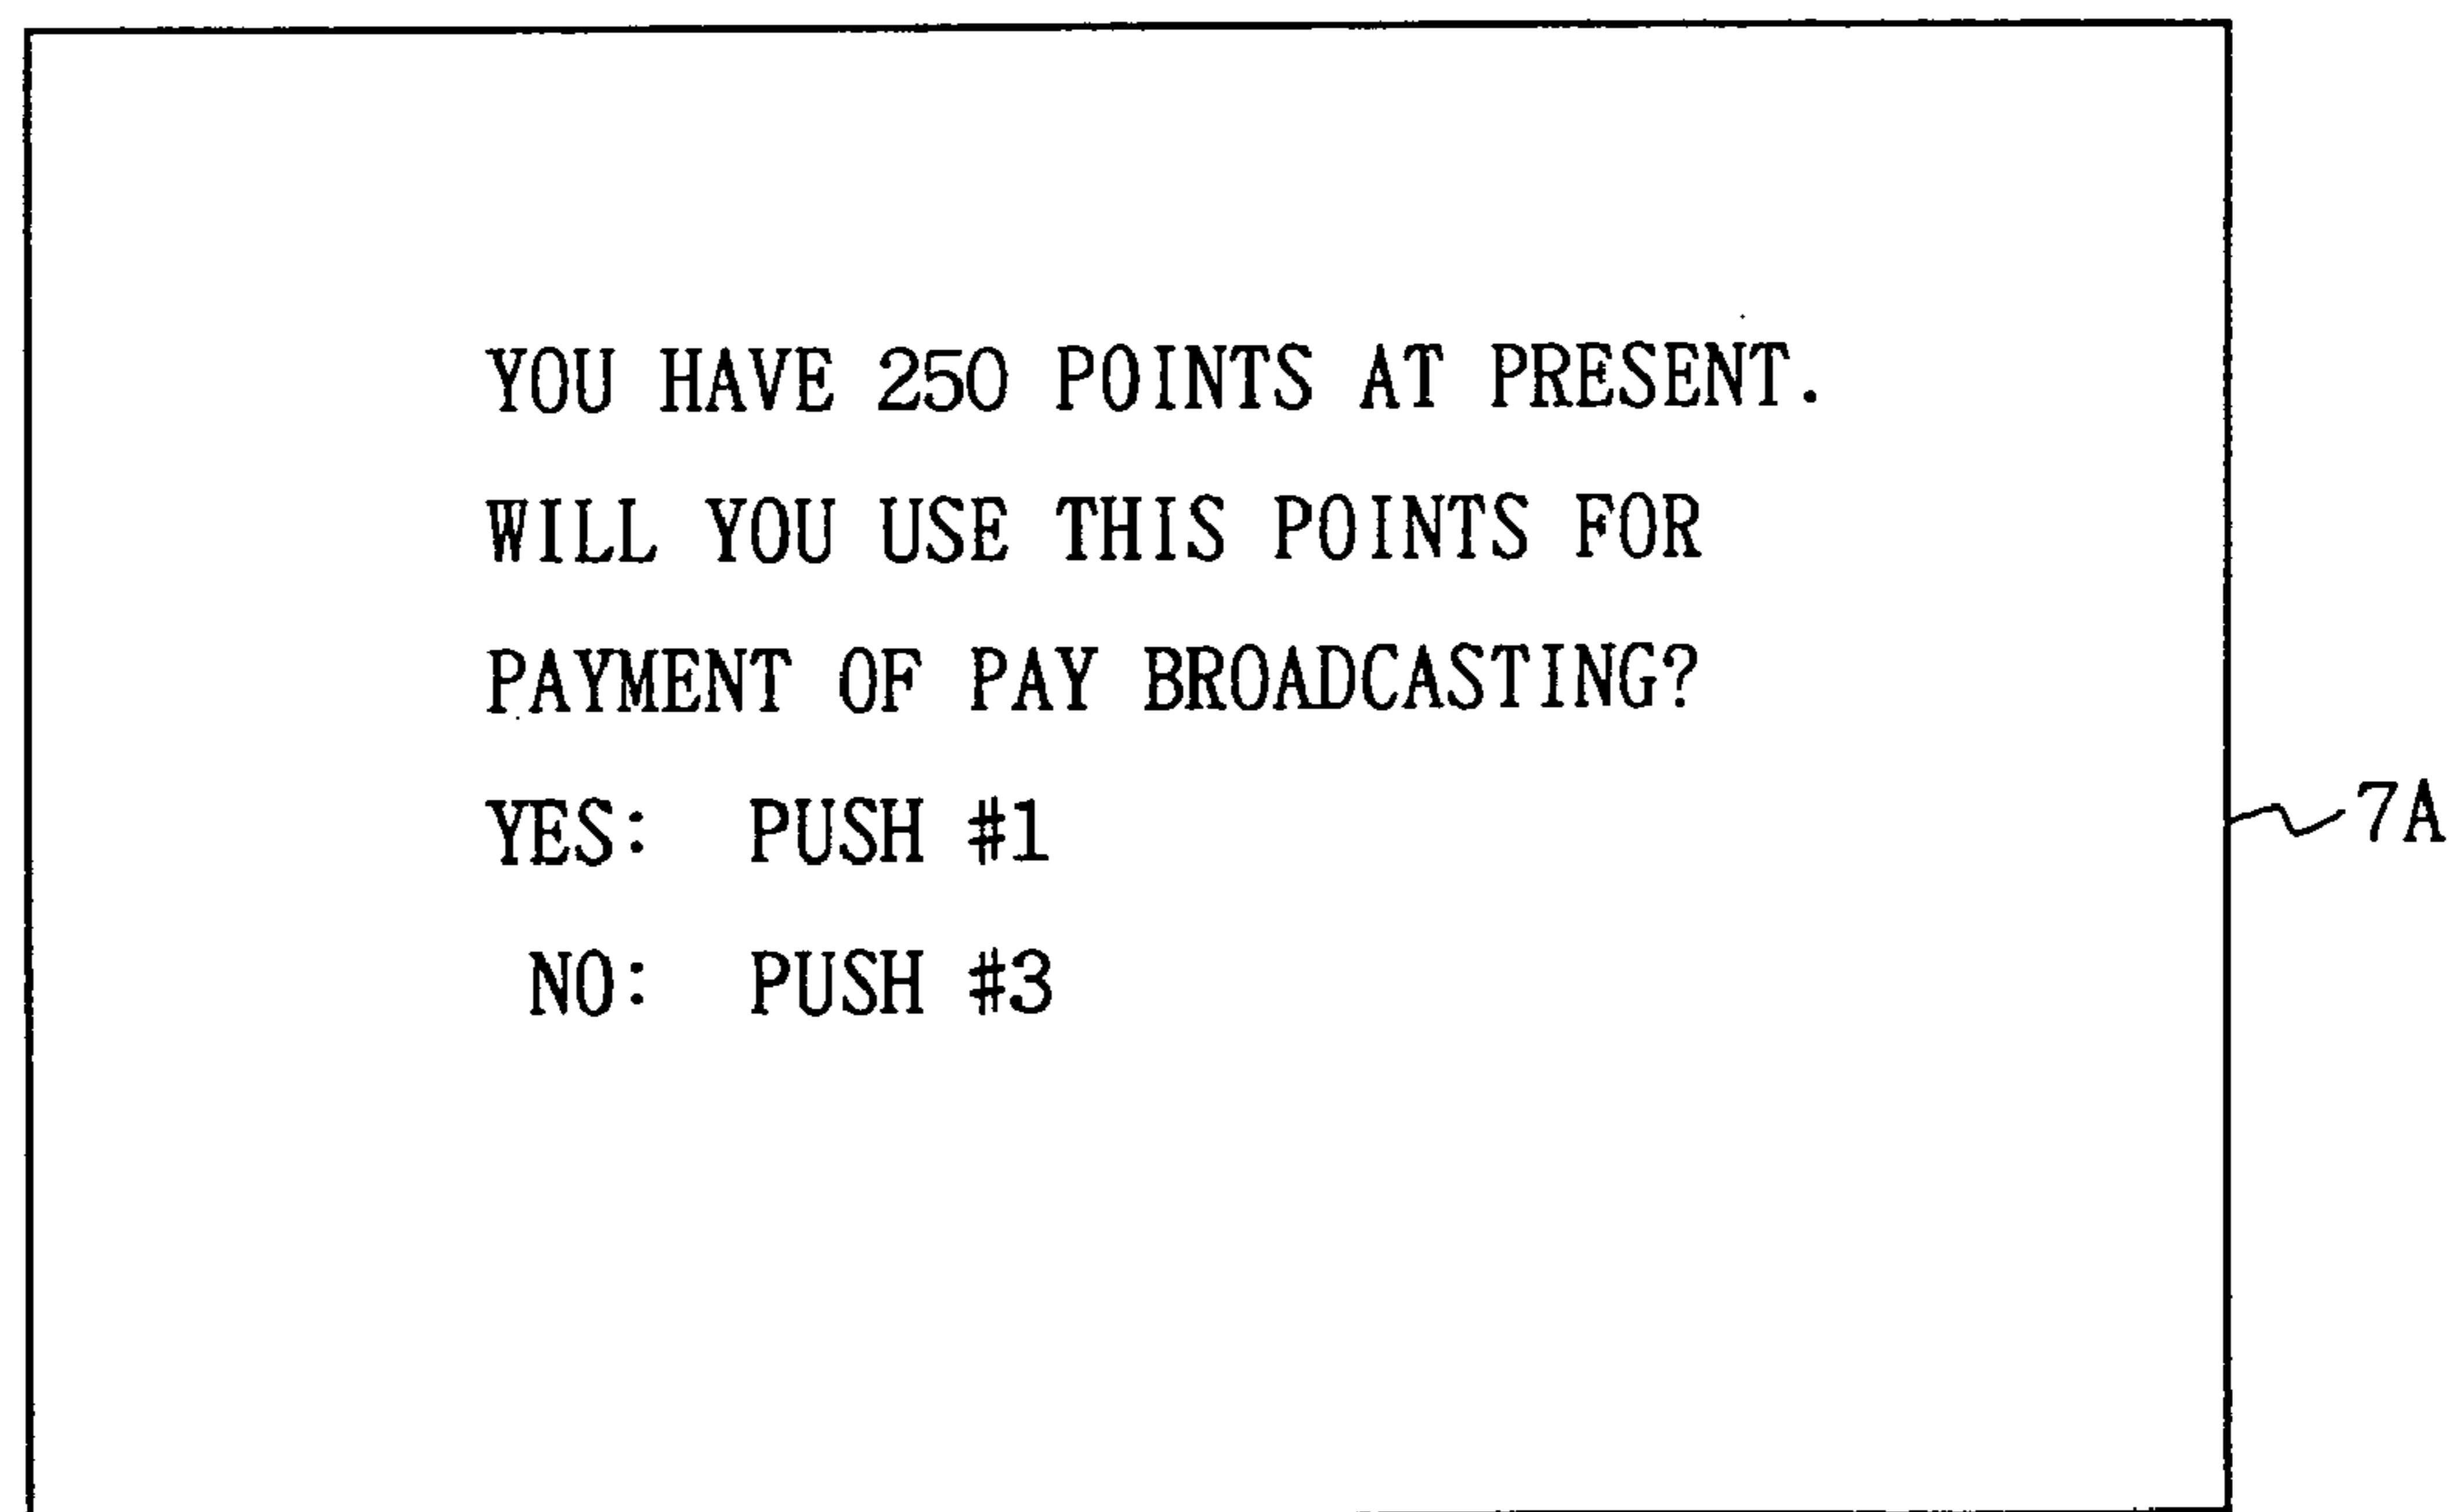 YOU HAVE 250 POINTS AT PRESENT.
WILL YOU USE THIS POINTS FOR
PAYMENT OF PAY BROADCASTING?
YES: PUSH #1
NO: PUSH #3
7A